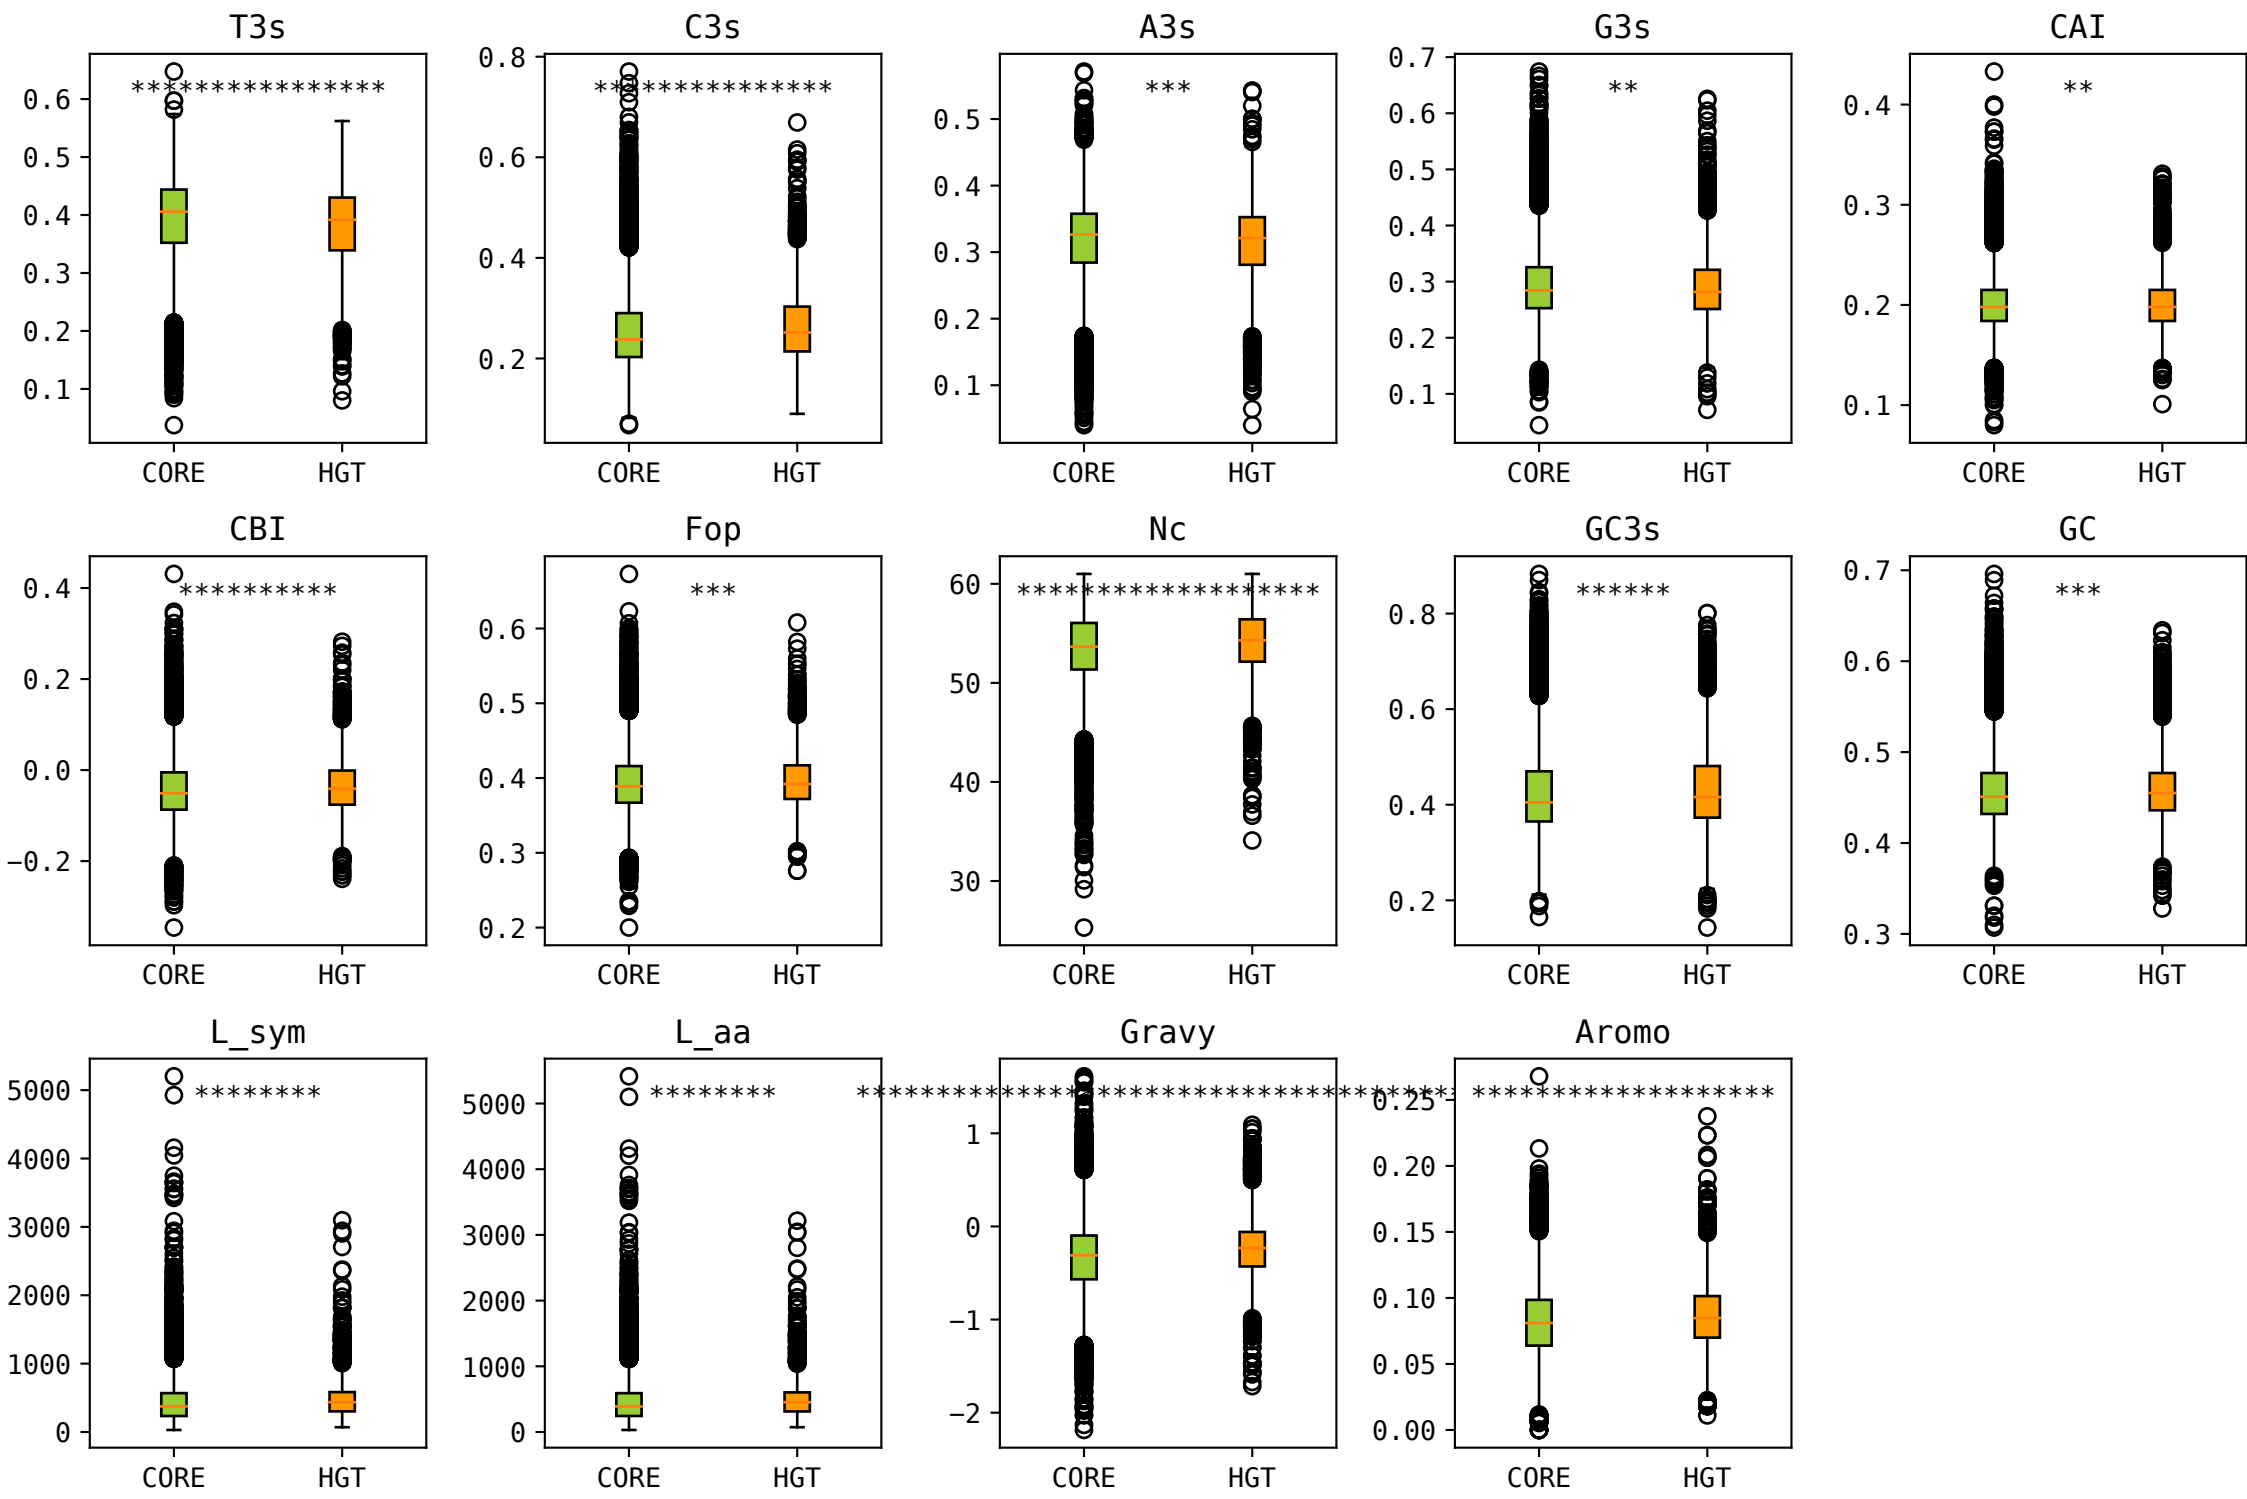 T3s
****************
0.6
0.5
0.4
0.3
0.2
0.1
CORE HGT
C3s
***************
0.8
0.6
0.4
0.2
CORE HGT
A3s
***
0.5
0.4
0.3
0.2
0.1
CORE HGT
G3s
**
0.7
0.6
0.5
0.4
0.3
0.2
0.1
CORE HGT
CAI
**
0.4
0.3
0.2
0.1
CORE HGT
CBI
**********
0.4
0.2
0.0
−0.2
CORE HGT
Fop
***
0.6
0.5
0.4
0.3
0.2
CORE HGT
Nc
*******************
60
50
40
30
CORE HGT
GC3s
******
0.8
0.6
0.4
0.2
CORE HGT
GC
***
0.7
0.6
0.5
0.4
0.3
CORE HGT
L_sym
********
5000
4000
3000
2000
1000
0
CORE HGT
L_aa
********
5000
4000
3000
2000
1000
0
CORE HGT
Gravy
1
0
−1
−2
CORE HGT
Aromo
*******************
0.25
0.20
0.15
0.10
0.05
0.00
CORE HGT